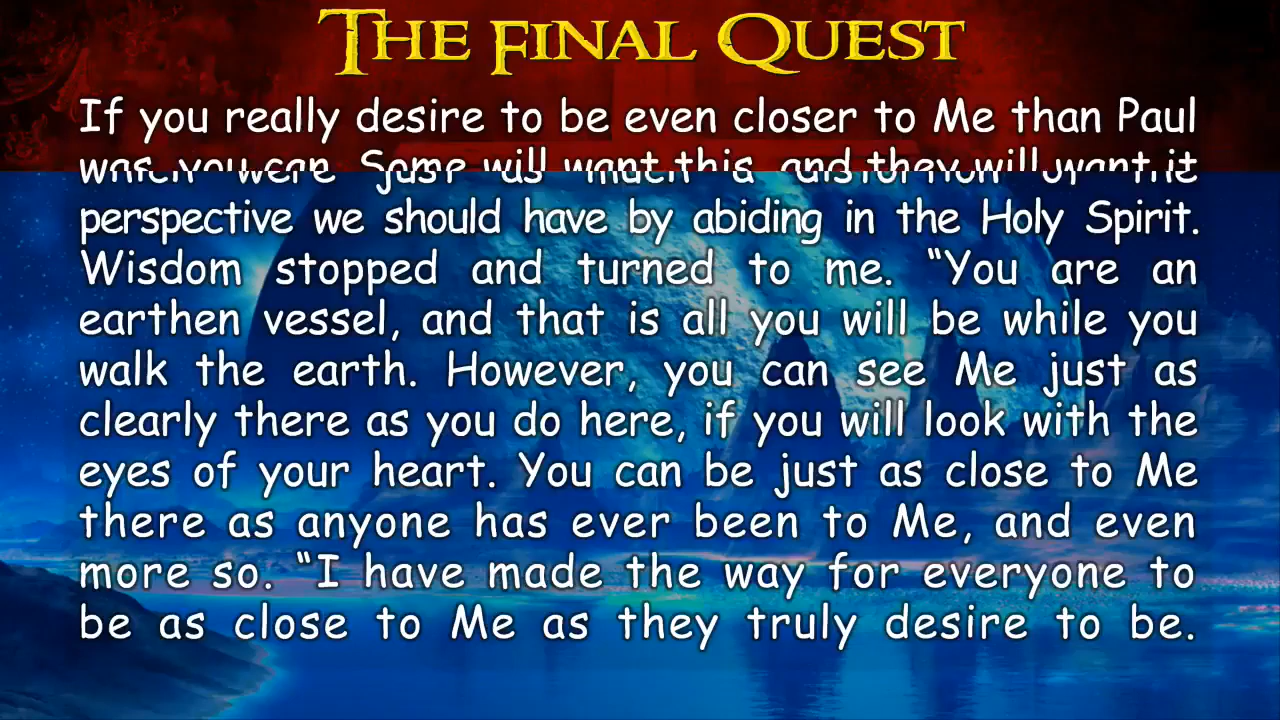 THE FINAL QUEST
If you really desire to be even closer to Me than Paul
was, you can. Some will want this, and they will want it
perspective we should have by abiding in the Holy Spirit.
Wisdom stopped and turned to me. “You are an
earthen vessel, and that is all you will be while you
walk the earth. However, you can see Me just as
clearly there as you do here, if you will look with the
eyes of your heart. You can be just as close to Me
there as anyone has ever been to Me, and even
more so. “I have made the way for everyone to
be as close to Me as they truly desire to be.